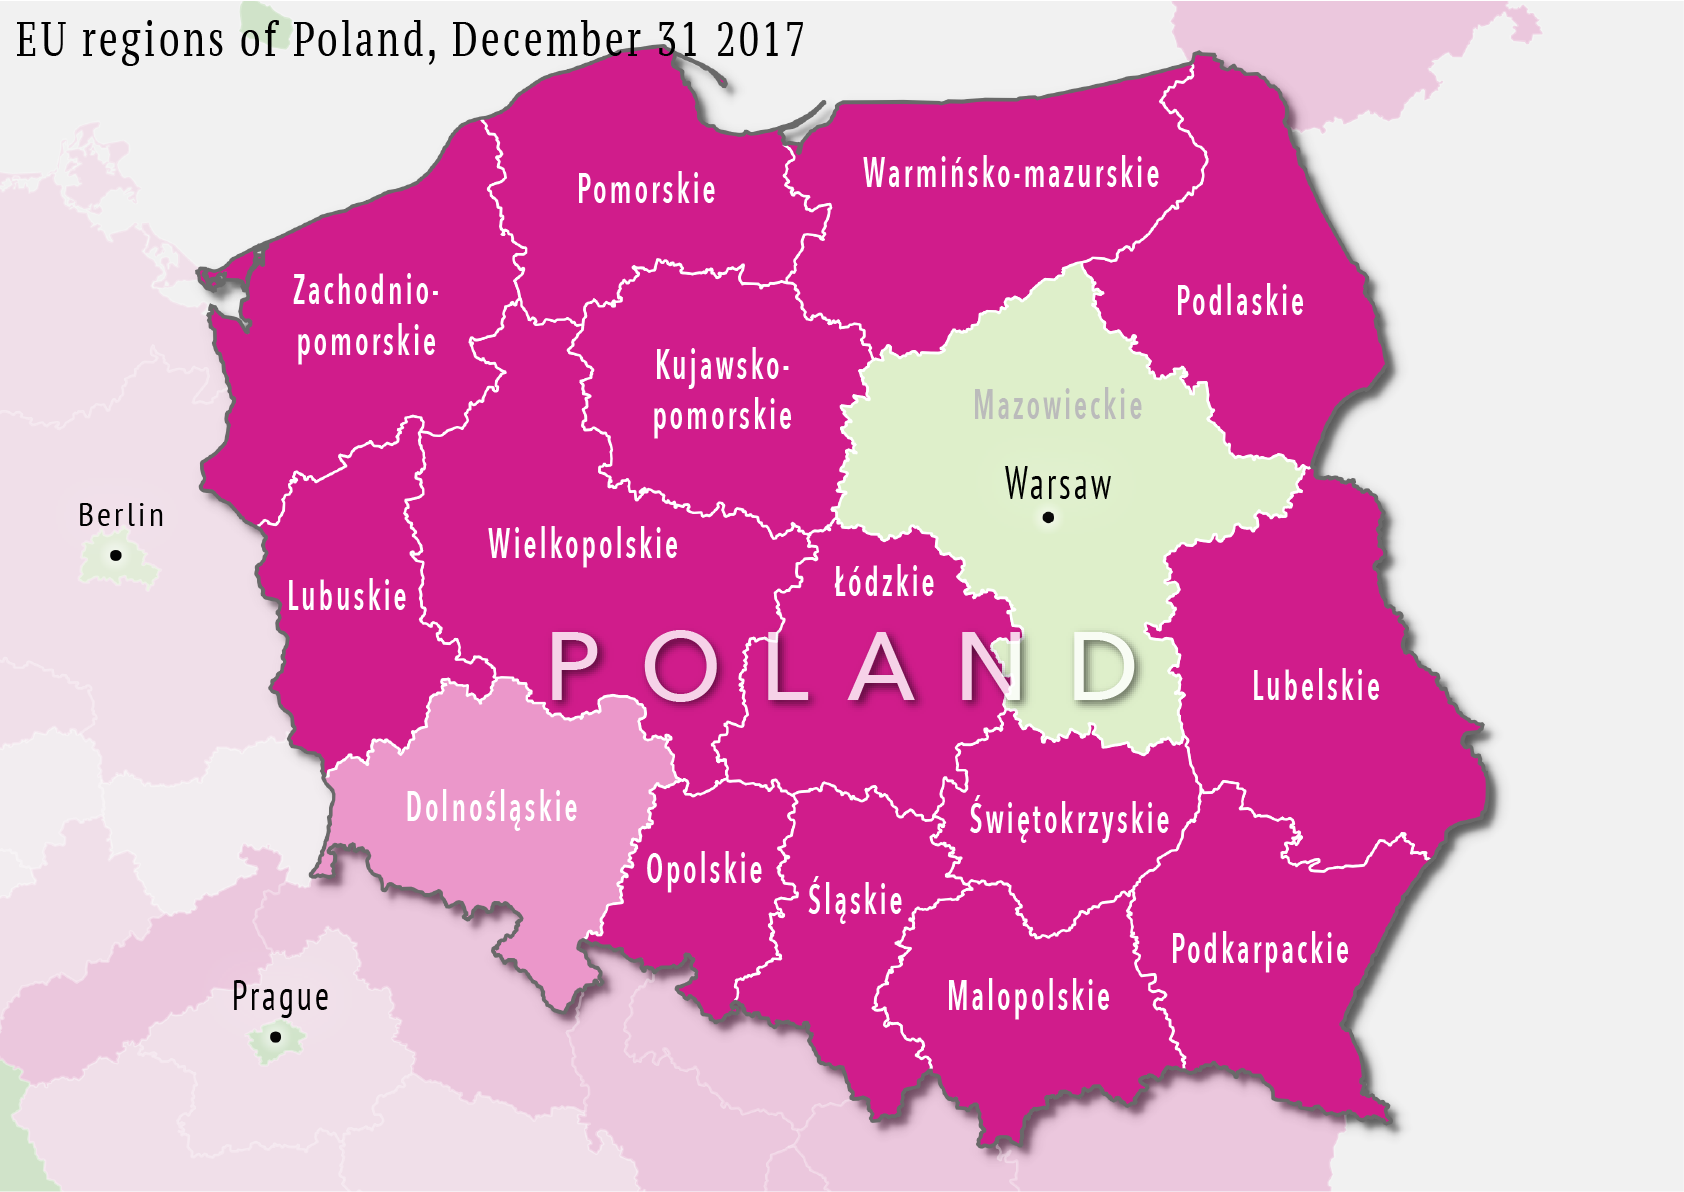 EU regions of Poland, December 31 2017
Pomorskie
Warmińsko-mazurskie
Zachodnio-
pomorskie
Podlaskie
Kujawsko-
pomorskie
Mazowieckie
Warsaw
Berlin
Wielkopolskie
Łódzkie
Lubuskie
POLAND
Lubelskie
Dolnośląskie
Świętokrzyskie
Opolskie
Śląskie
Podkarpackie
Malopolskie
Prague